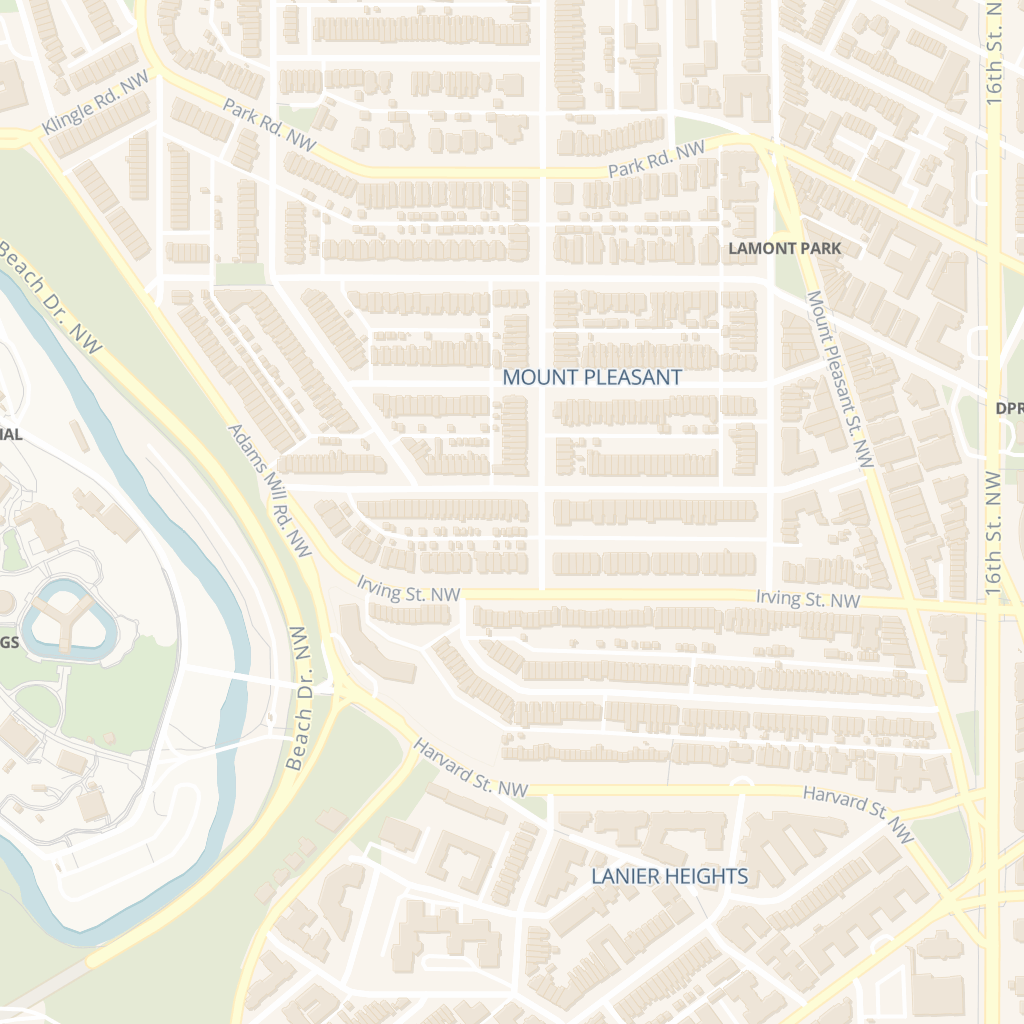 16th St. N
Klingle Rd. NW
Park Rd. NW
Park Rd. NW
LAMONT PARK
Beach Dr. NW
Mount Pleasant St. NW
MOUNT PLEASANT
DPR
IAL
Adams Mill Rd. NW
16th St. NW
Irving St. NW
Irving St. NW
GS
Beach Dr. NW
Harvard St. NW
Harvard St. NW
LANIER HEIGHTS